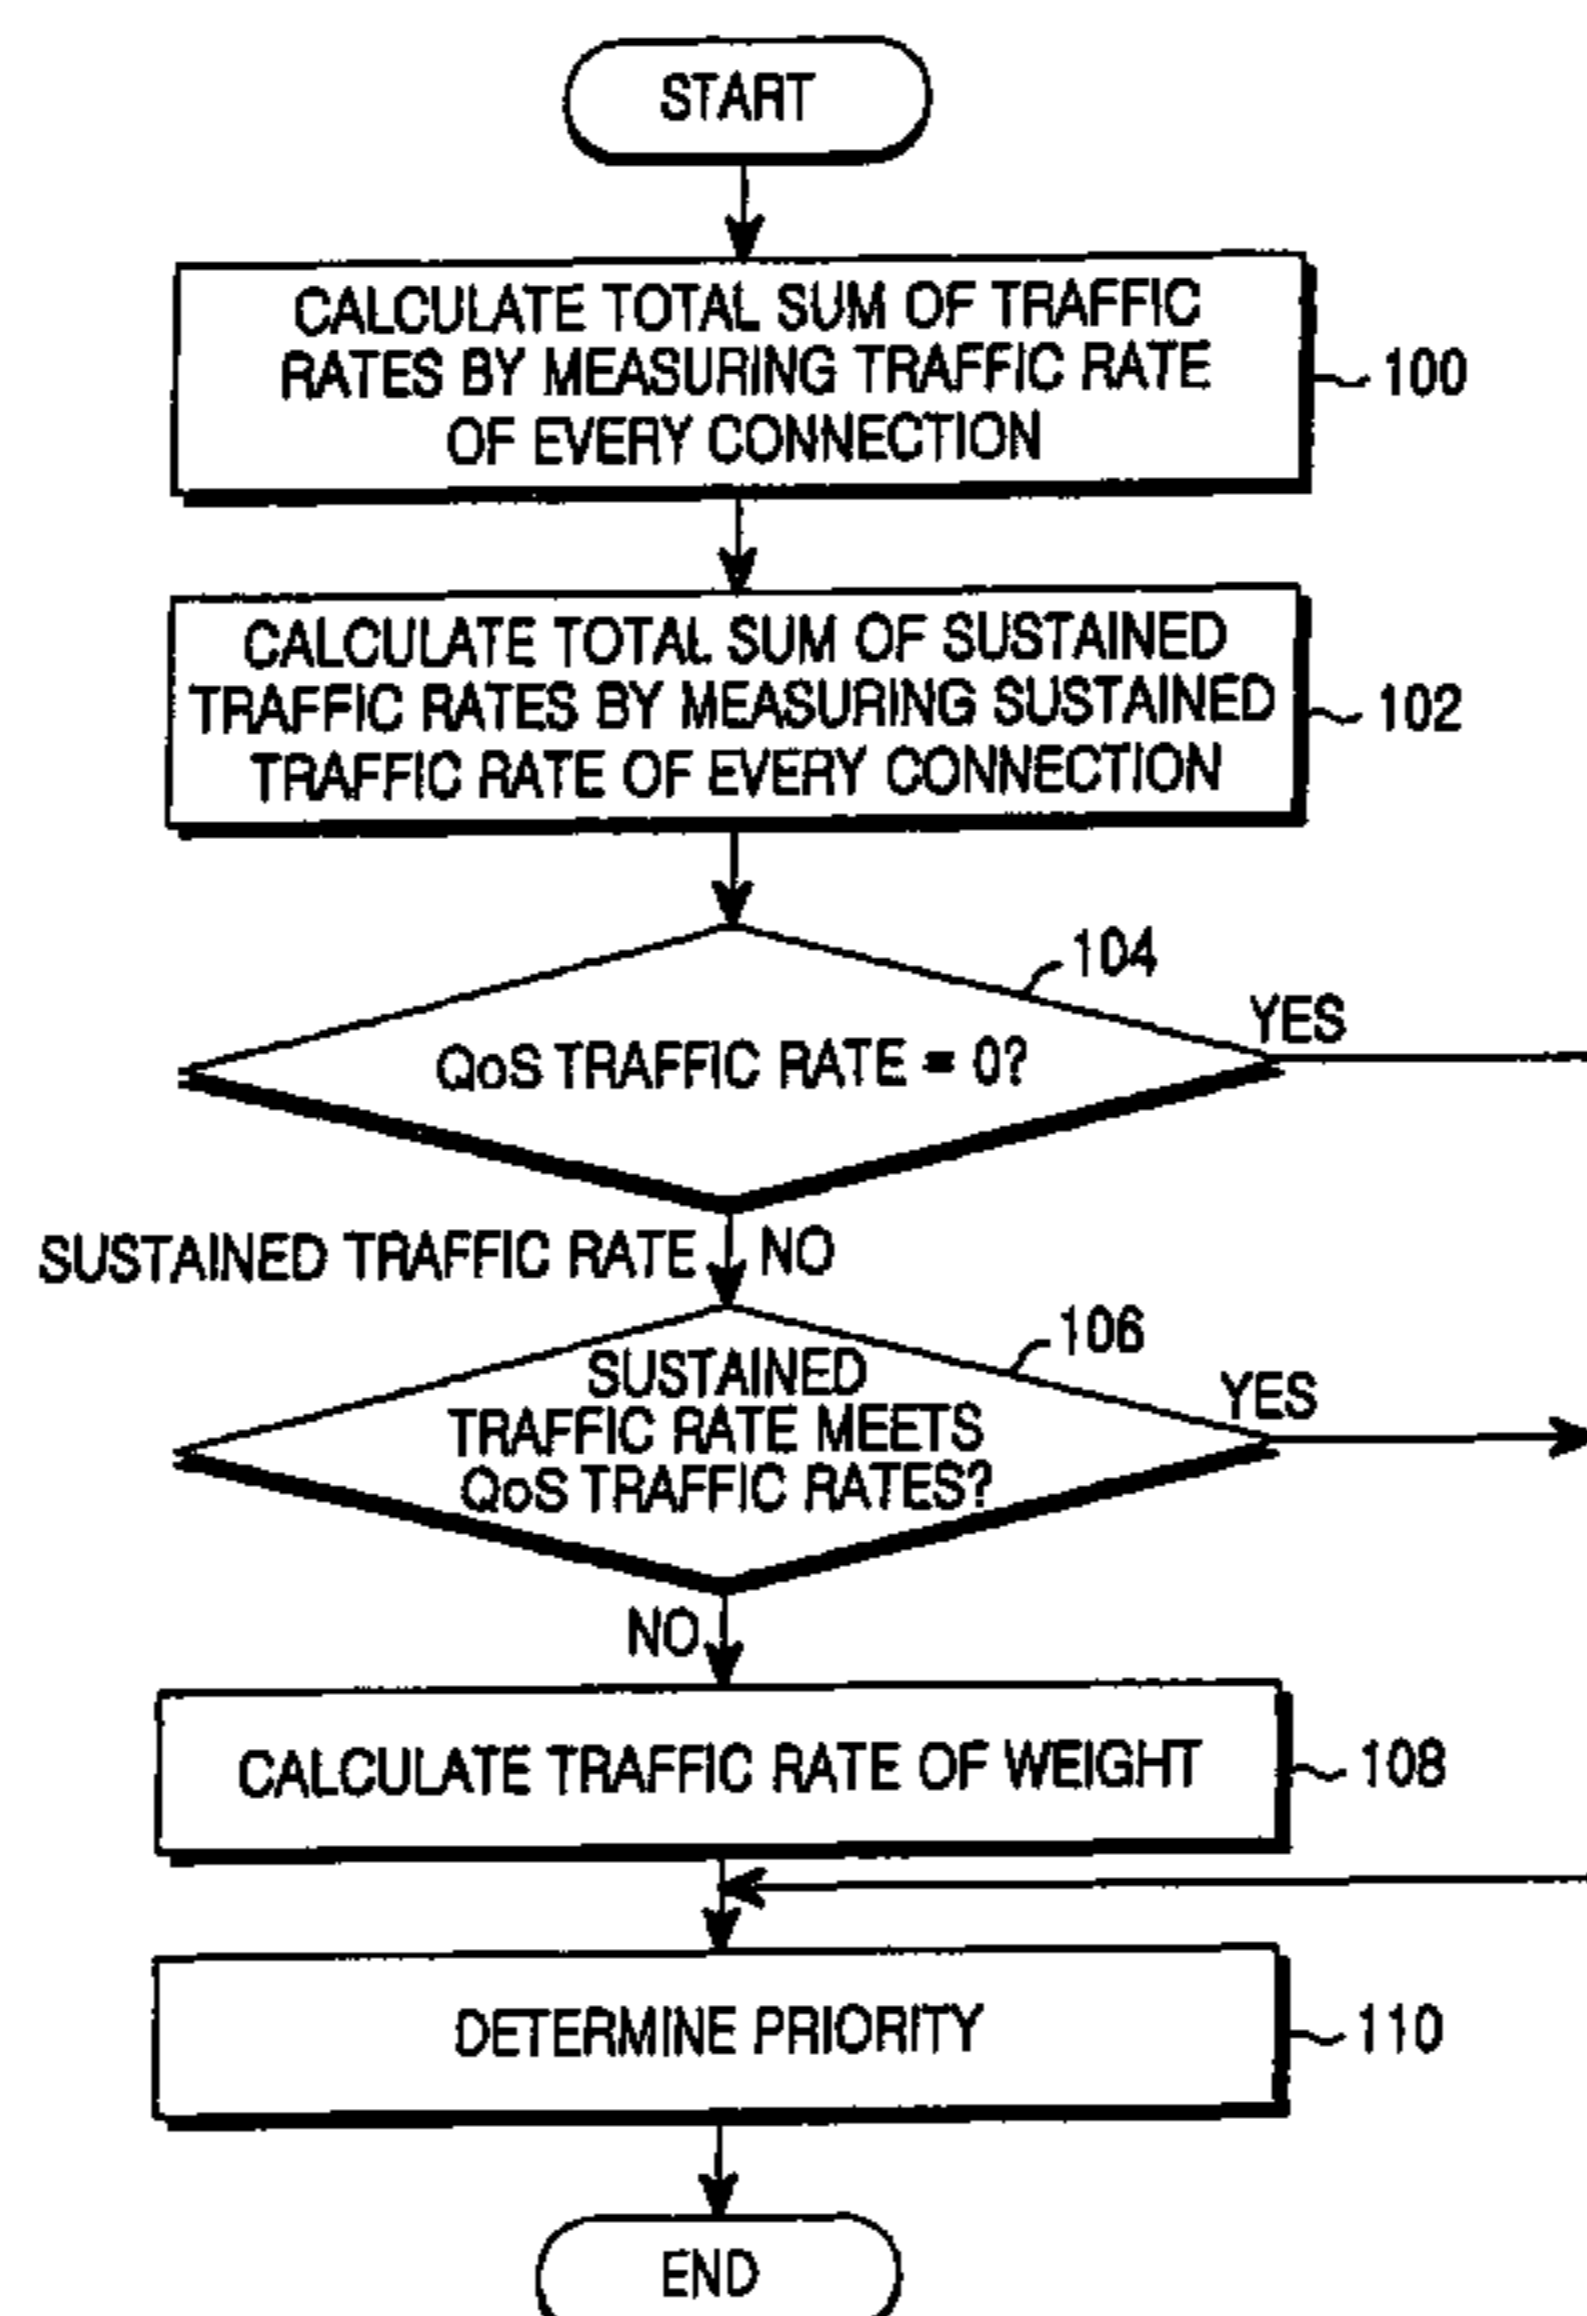 START
CALCULATE TOTAL SUM OF TRAFFIC
RATES BY MEASURING TRAFFIC RATE
OF EVERY CONNECTION
100
CALCULATE TOTAL SUM OF SUSTAINED
TRAFFIC RATES BY MEASURING SUSTAINED
TRAFFIC RATE OF EVERY CONNECTION
102
104
YES
QoS TRAFFIC RATE = 0?
SUSTAINED TRAFFIC RATE
NO
106
YES
SUSTAINED
TRAFFIC RATE MEETS
QoS TRAFFIC RATES?
NO
CALCULATE TRAFFIC RATE OF WEIGHT
108
DETERMINE PRIORITY
110
END